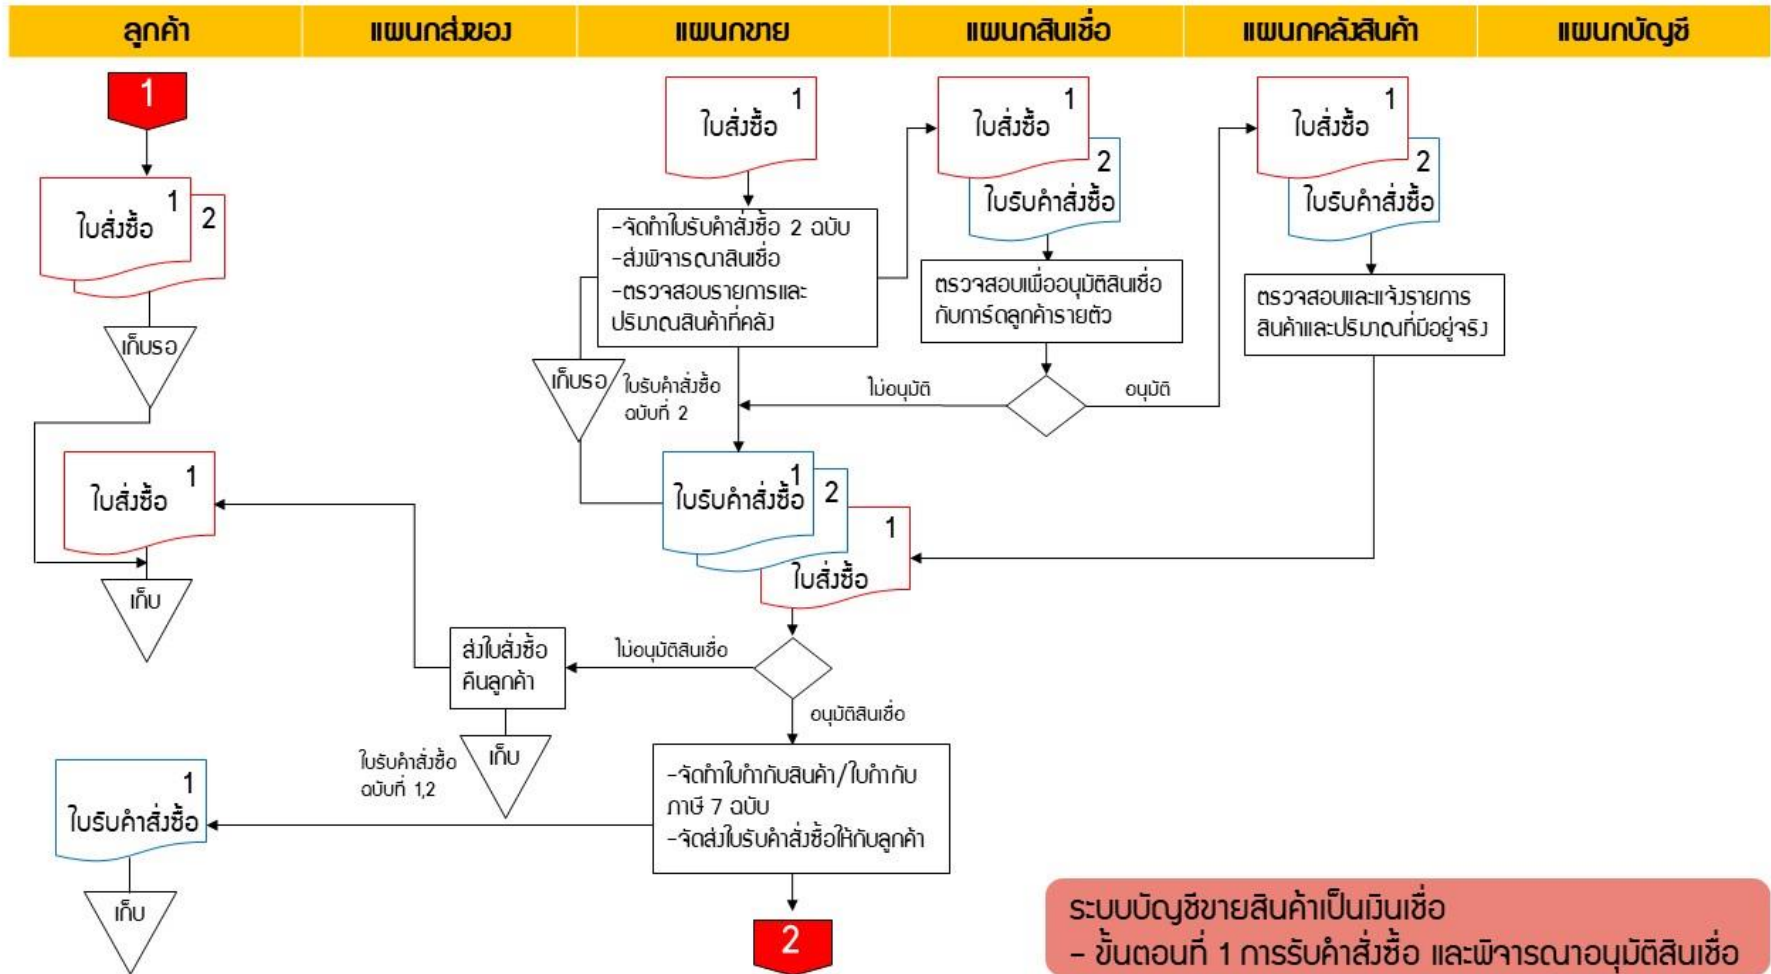 ลูกค้า
แผนกส่งของ
แผนกขาย
แผนกสินเชื่อ
แผนกคลังสินค้า
แผนกบัญชี
1
1
ใบสั่งซื้อ
1
ใบสั่งซื้อ
1
ใบสั่งซื้อ
2
ใบรับคำสั่งซื้อ
2
ใบรับคำสั่งซื้อ
1
2
ใบสั่งซื้อ
-จัดทำใบรับคำสั่งซื้อ 2 ฉบับ
-ส่งพิจารณาสินเชื่อ
-ตรวจสอบรายการและ
ปริมาณสินค้าที่คลัง
ตรวจสอบเพื่ออนุมัติสินเชื่อ
กับการ์ดลูกค้ารายตัว
ตรวจสอบและแจ้งรายการ
สินค้าและปริมาณที่มีอยู่จริง
เก็บรอ
เก็บรอ
ใบรับคำสั่งซื้อ
ฉบับที่ 2
ไม่อนุมัติ
อนุมัติ
1
ใบสั่งซื้อ
1
ใบรับคำสั่งซื้อ
2
1
ใบสั่งซื้อ
เก็บ
ส่งใบสั่งซื้อ
คืนลูกค้า
ไม่อนุมัติสินเชื่อ
อนุมัติสินเชื่อ
ใบรับคำสั่งซื้อ
ฉบับที่ 1,2
เก็บ
-จัดทำใบกำกับสินค้า/ใบกำกับ
ภาษี 7 ฉบับ
-จัดส่งใบรับคำสั่งซื้อให้กับลูกค้า
1
ใบรับคำสั่งซื้อ
เก็บ
2
ระบบบัญชีขายสินค้าเป็นเงินเชื่อ
- ขั้นตอนที่ 1 การรับคำสั่งซื้อ และพิจารณาอนุมัติสินเชื่อ